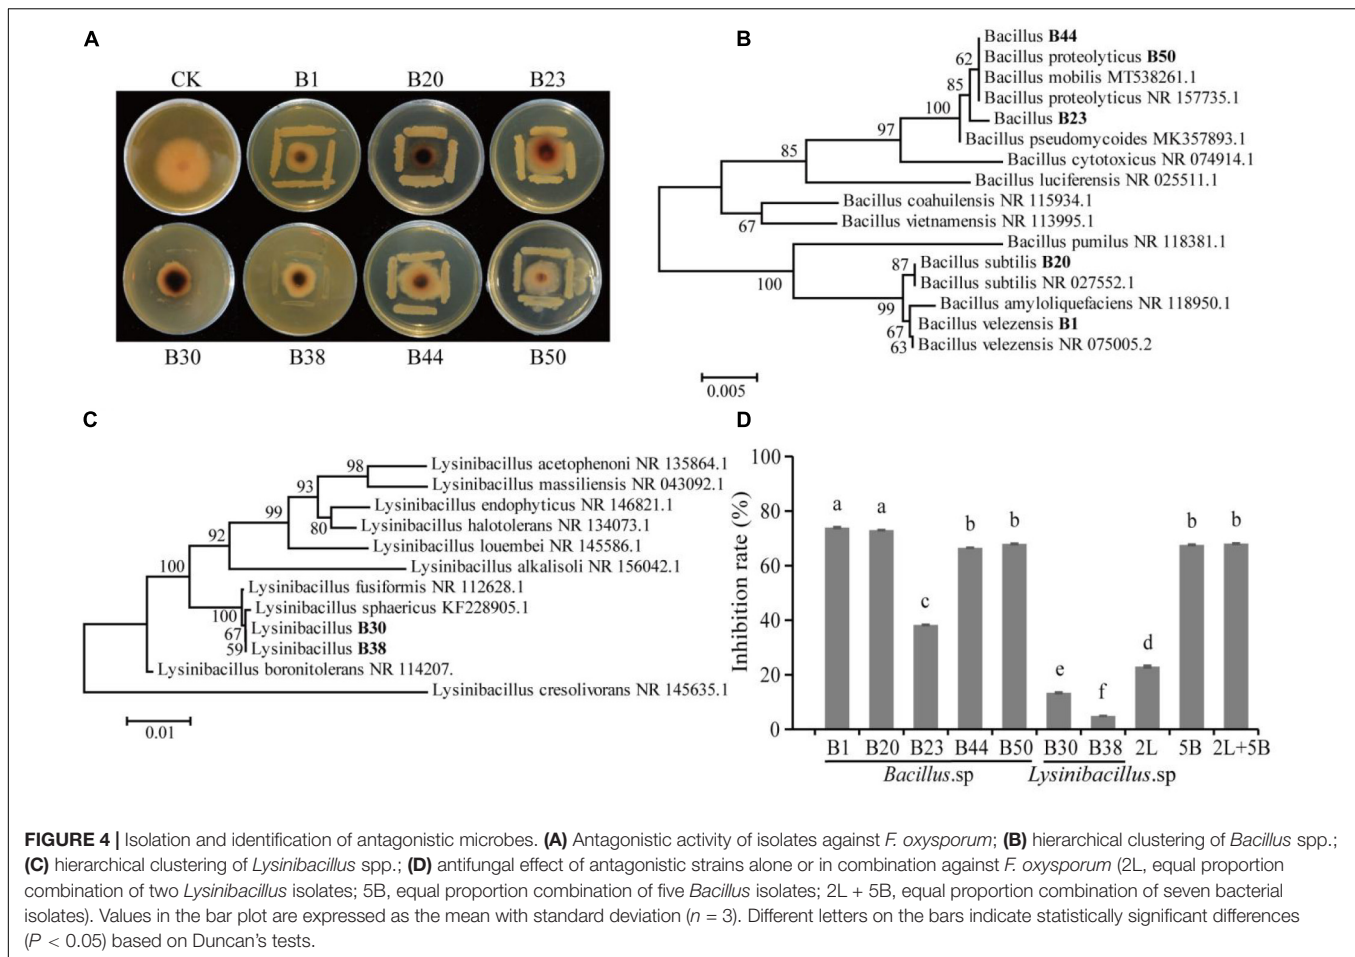 A
CK B1 B20 B23
B30 B38 B44 B50
B
Bacillus B44
Bacillus proteolyticus B50
Bacillus mobilis MT538261.1
Bacillus proteolyticus NR 157735.1
Bacillus B23
Bacillus pseudomycoides MK357893.1
Bacillus cytotoxicus NR 074914.1
Bacillus luciferensis NR 025511.1
Bacillus coahuilensis NR 115934.1
Bacillus vietnamensis NR 113995.1
Bacillus pumilus NR 118381.1
Bacillus subtilis B20
Bacillus subtilis NR 027552.1
Bacillus amyloliquefaciens NR 118950.1
Bacillus velezensis B1
Bacillus velezensis NR 075005.2
62
85
100
97
85
67
100
87
99
67
63
0.005
C
Lysinibacillus acetophenoni NR 135864.1
Lysinibacillus massiliensis NR 043092.1
Lysinibacillus endophyticus NR 146821.1
Lysinibacillus halotolerans NR 134073.1
Lysinibacillus louembei NR 145586.1
Lysinibacillus alkalisoli NR 156042.1
Lysinibacillus fusiformis NR 112628.1
Lysinibacillus sphaericus KF228905.1
Lysinibacillus B30
Lysinibacillus B38
Lysinibacillus boronitolerans NR 114207.
Lysinibacillus cresolivorans NR 145635.1
98
93
80
99
92
100
100
67
59
0.01
D
Inhibition rate (%)
100
80
60
40
20
0
a a c b b e f d b b
B1 B20 B23 B44 B50 B30 B38 2L 5B 2L+5B
Bacillus.sp Lysinibacillus.sp
FIGURE 4 | Isolation and identification of antagonistic microbes. (A) Antagonistic activity of isolates against F. oxysporum; (B) hierarchical clustering of Bacillus spp.;
(C) hierarchical clustering of Lysinibacillus spp.; (D) antifungal effect of antagonistic strains alone or in combination against F. oxysporum (2L, equal proportion
combination of two Lysinibacillus isolates; 5B, equal proportion combination of five Bacillus isolates; 2L + 5B, equal proportion combination of seven bacterial
isolates). Values in the bar plot are expressed as the mean with standard deviation (n = 3). Different letters on the bars indicate statistically significant differences
(P < 0.05) based on Duncan's tests.